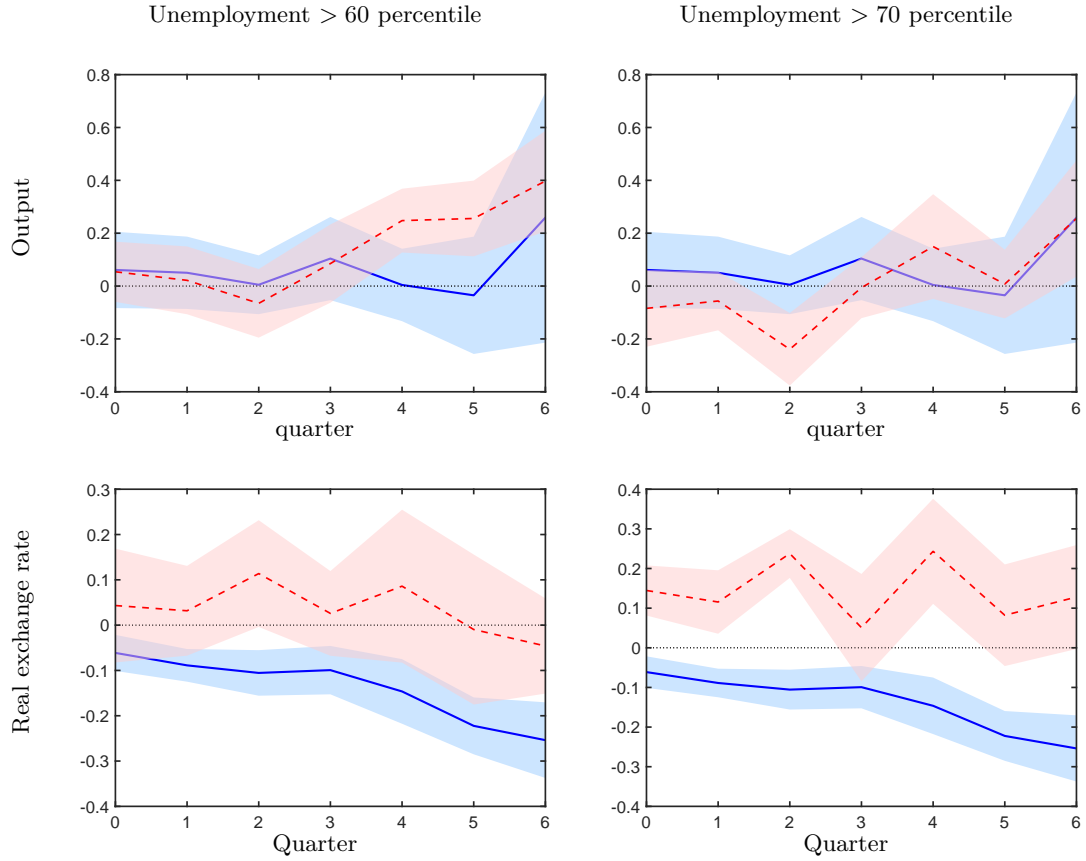 Unemployment > 60 percentile
Unemployment > 70 percentile
Output
0.8
0.6
0.4
0.2
0
-0.2
-0.4
0 1 2 3 4 5 6
quarter
0.8
0.6
0.4
0.2
0
-0.2
-0.4
0 1 2 3 4 5 6
quarter
Real exchange rate
0.3
0.2
0.1
0
-0.1
-0.2
-0.3
-0.4
0 1 2 3 4 5 6
Quarter
0.4
0.3
0.2
0.1
0
-0.1
-0.2
-0.3
-0.4
0 1 2 3 4 5 6
Quarter